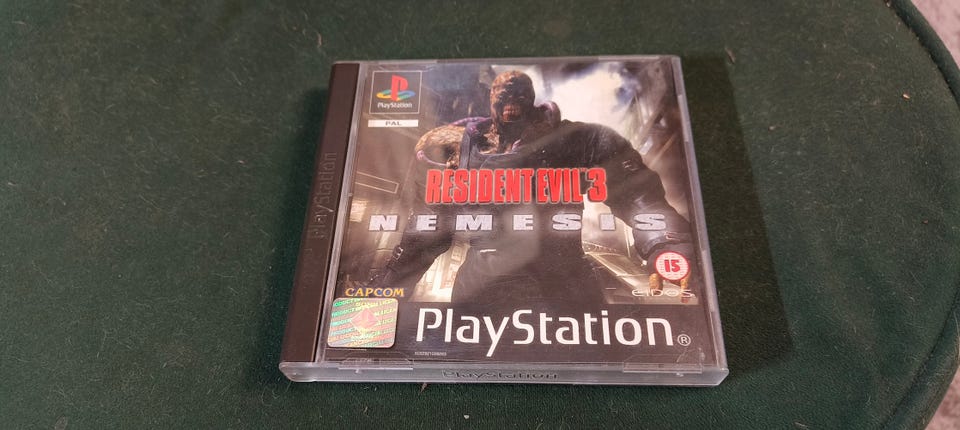 PlayStation
PlayStation
PAL
RESIDENT EVIL 3
NEMESIS
15
CAPCOM
EIDOS
PlayStation®
PlayStation